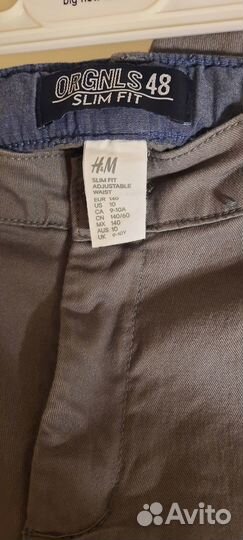 ORGNLS 48
SLIM FIT
H&M
SLIM FIT
ADJUSTABLE
WAIST
EUR 140
US 10
CA 9-10A
CN 140/60
MX 140
AUS 10
UK 9-10Y
Avito